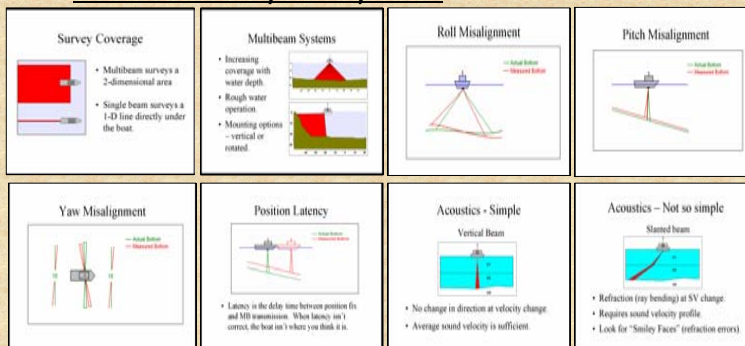 Survey Coverage
• Multibeam surveys a
2-dimensional area
• Single beam surveys a
1-D line directly under
the boat.
Multibeam Systems
• Increasing
coverage with
water depth.
• Rough water
operation.
• Mounting options
– vertical or
rotated.
Roll Misalignment
Actual Bottom
Measured Bottom
Pitch Misalignment
Actual Bottom
Measured Bottom
Yaw Misalignment
Actual Bottom
Measured Bottom
Position Latency
Actual Bottom
Measured Bottom
• Latency is the delay time between position fix
and MB transmission. When latency isn't
correct, the boat isn't where you think it is.
Acoustics - Simple
Vertical Beam
• No change in direction at velocity change.
• Average sound velocity is sufficient.
Acoustics – Not so simple
Slanted beam
• Refraction (ray bending) at SV change.
• Requires sound velocity profile.
• Look for "Smiley Faces" (refraction errors)